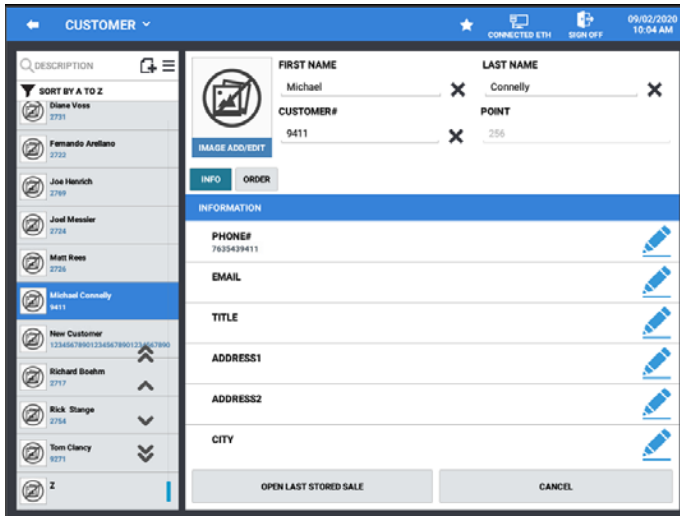 CUSTOMER
CONNECTED ETH
SIGN OFF
09/02/2020
10:04 AM
DESCRIPTION
SORT BY A TO Z
Diane Voss
2731
Fernando Arellano
2722
Joe Henrich
2769
Joel Messler
2724
Matt Rees
2726
Michael Connelly
9411
New Customer
123456789012345678901234567890
Richard Boehm
2717
Rick Stange
2754
Tom Clancy
9271
Z
IMAGE ADD/EDIT
FIRST NAME
Michael
LAST NAME
Connelly
CUSTOMER#
9411
POINT
256
INFO
ORDER
INFORMATION
PHONE#
7635439411
EMAIL
TITLE
ADDRESS1
ADDRESS2
CITY
OPEN LAST STORED SALE
CANCEL